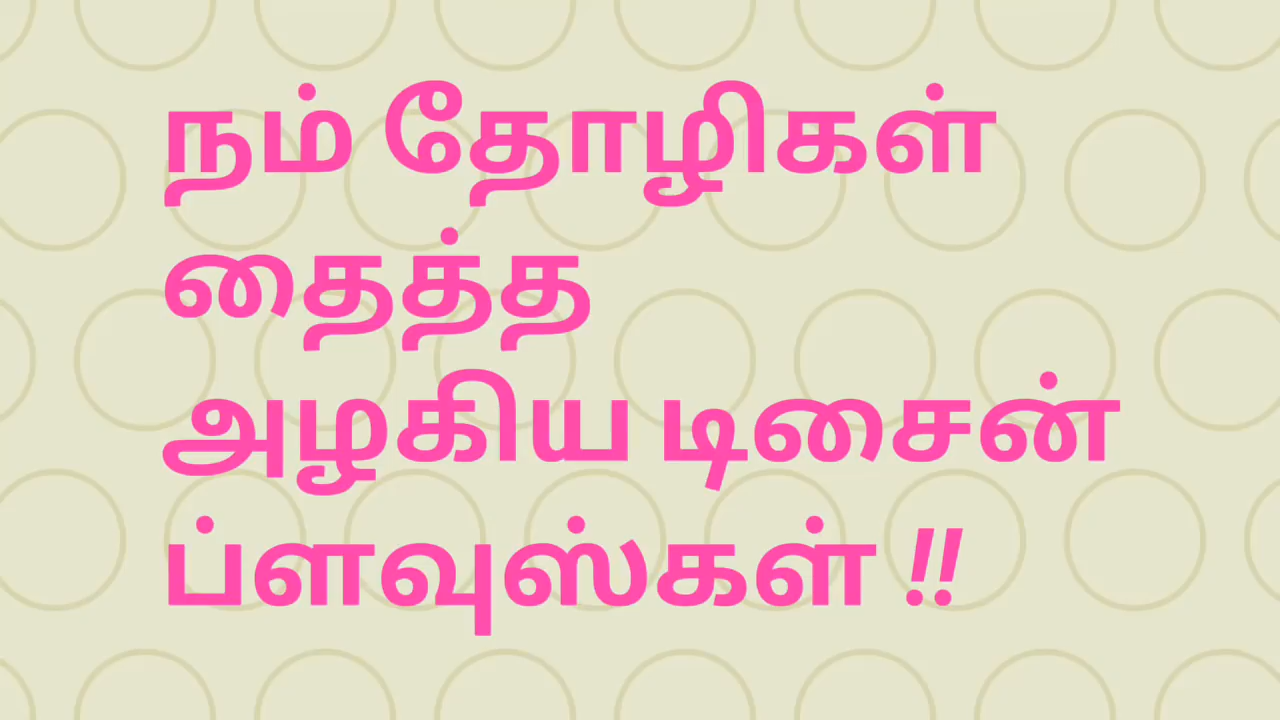 நம் தோழிகள்
தைத்த
அழகிய டிசைன்
ப்ளவுஸ்கள் !!